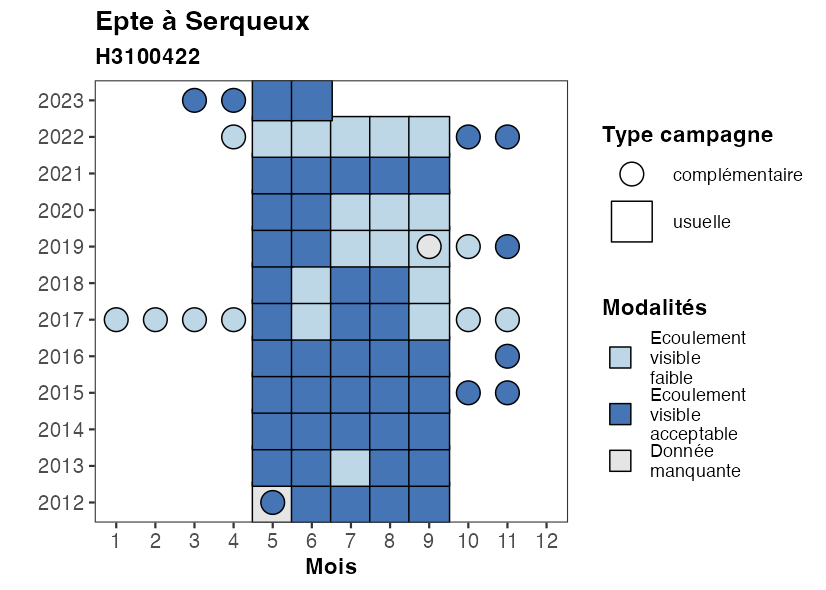 Epte à Serqueux
H3100422
2023
2022
2021
2020
2019
2018
2017
2016
2015
2014
2013
2012
1 2 3 4 5 6 7 8 9 10 11 12
Mois
Type campagne
complémentaire
usuelle
Modalités
Ecoulement
visible
faible
Ecoulement
visible
acceptable
Donnée
manquante